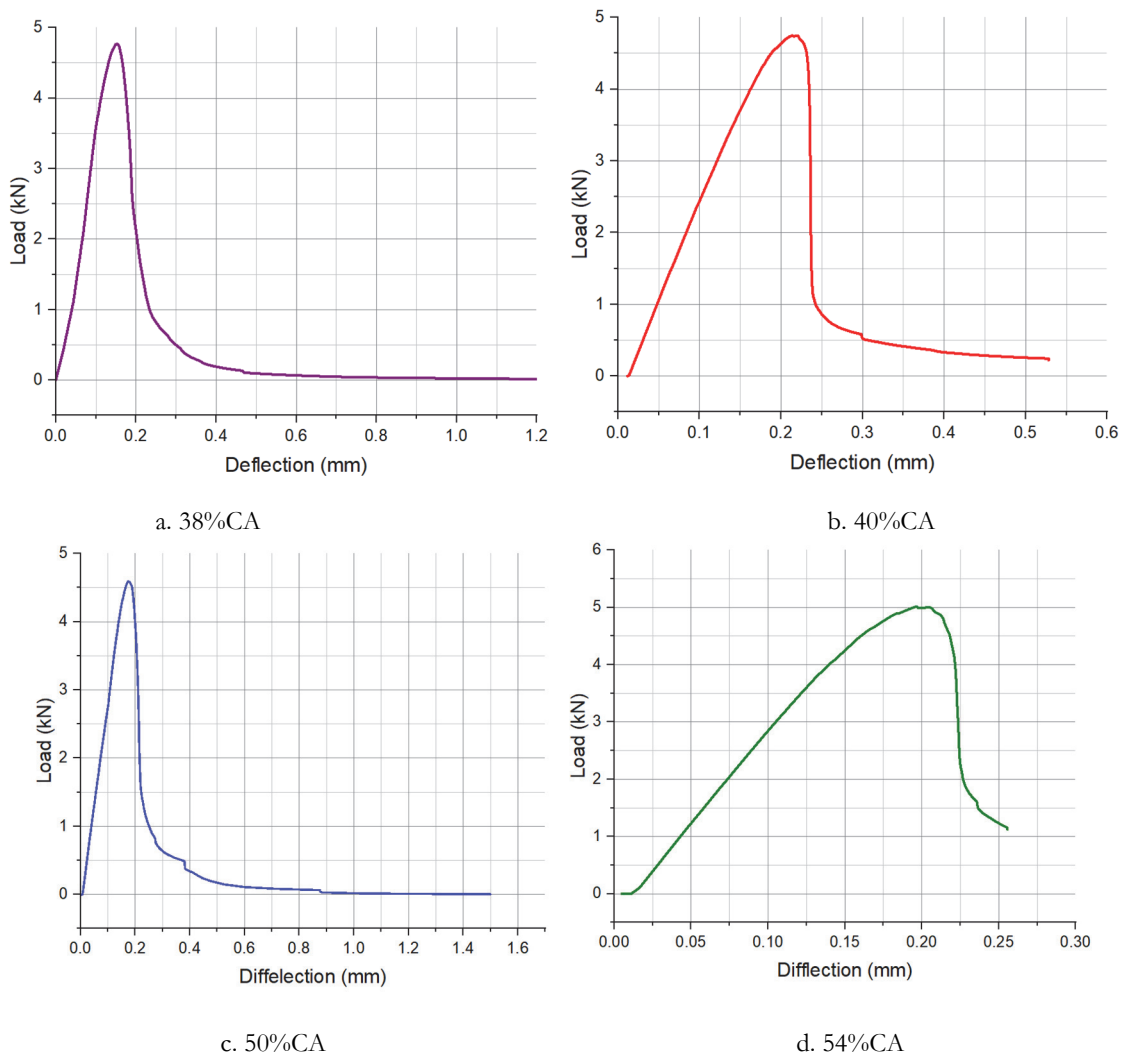 5
4
3
2
1
0
Load (kN)
0.0 0.2 0.4 0.6 0.8 1.0 1.2
Deflection (mm)
a. 38%CA
5
4
3
2
1
0
Load (kN)
0.0 0.1 0.2 0.3 0.4 0.5 0.6
Deflection (mm)
b. 40%CA
5
4
3
2
1
0
Load (kN)
0.0 0.2 0.4 0.6 0.8 1.0 1.2 1.4 1.6
Diffelection (mm)
c. 50%CA
6
5
4
3
2
1
0
Load (kN)
0.00 0.05 0.10 0.15 0.20 0.25 0.30
Difflection (mm)
d. 54%CA